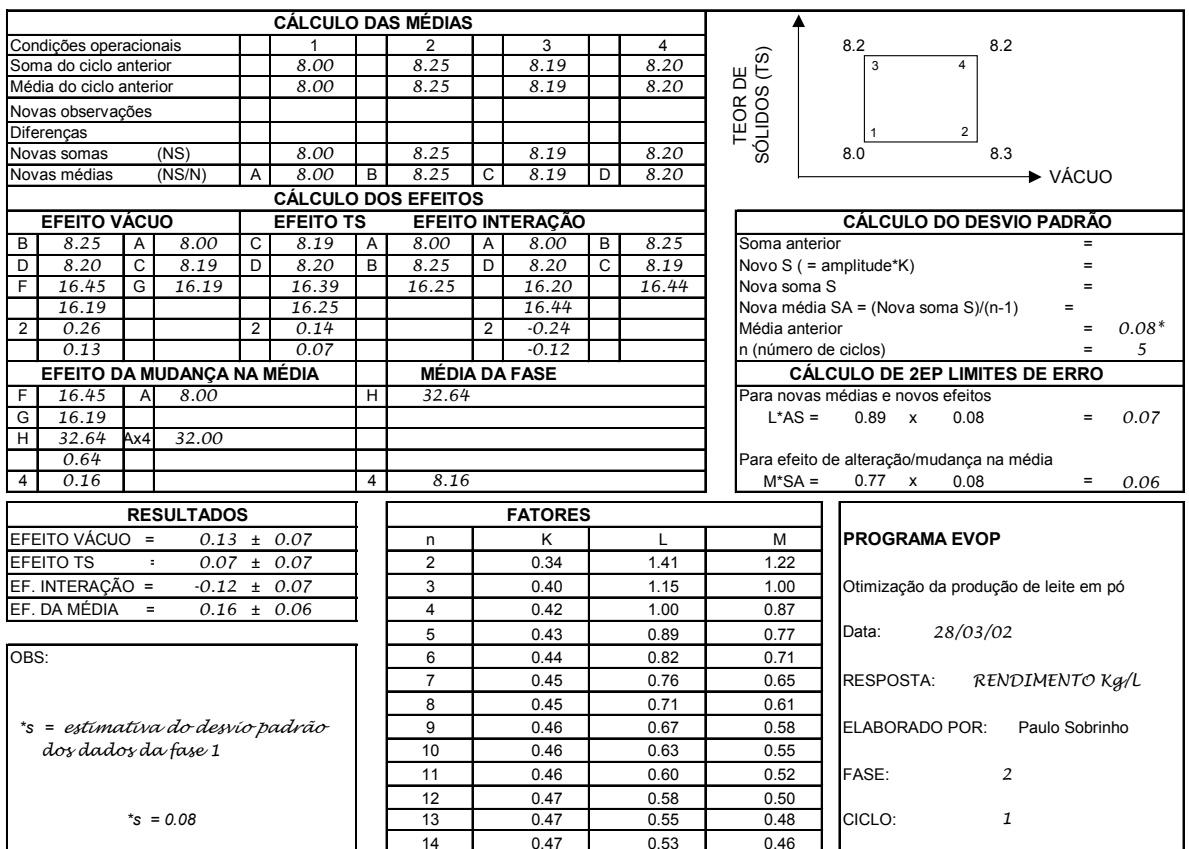 CÁLCULO DAS MÉDIAS
Condições operacionais 1 2 3 4
Soma do ciclo anterior 8.00 8.25 8.19 8.20
Média do ciclo anterior 8.00 8.25 8.19 8.20
Novas observações
Diferenças
Novas somas (NS) 8.00 8.25 8.19 8.20
Novas médias (NS/N) A 8.00 B 8.25 C 8.19 D 8.20
CÁLCULO DOS EFEITOS
EFEITO VÁCUO EFEITO TS EFEITO INTERAÇÃO
B 8.25 A 8.00 C 8.19 A 8.00 A 8.00 B 8.25
D 8.20 C 8.19 D 8.20 B 8.25 D 8.20 C 8.19
F 16.45 G 16.19 16.39 16.25 16.20 16.44
16.19 16.25 16.44
2 0.26 2 0.14 2 -0.24
0.13 0.07 -0.12
EFEITO DA MUDANÇA NA MÉDIA MÉDIA DA FASE
F 16.45 A 8.00 H 32.64
G 16.19
H 32.64 Ax4 32.00
0.64
4 0.16 4 8.16
TEOR DE
SÓLIDOS (TS)
8.2 8.2
3 4
1 2
8.0 8.3
VÁCUO
CÁLCULO DO DESVIO PADRÃO
Soma anterior =
Novo S ( = amplitude*K) =
Nova soma S =
Nova média SA = (Nova soma S)/(n-1) =
Média anterior = 0.08*
n (número de ciclos) = 5
CÁLCULO DE 2EP LIMITES DE ERRO
Para novas médias e novos efeitos
L*AS = 0.89 x 0.08 = 0.07
Para efeito de alteração/mudança na média
M*SA = 0.77 x 0.08 = 0.06
RESULTADOS
EFEITO VÁCUO = 0.13 ± 0.07
EFEITO TS = 0.07 ± 0.07
EF. INTERAÇÃO = -0.12 ± 0.07
EF. DA MÉDIA = 0.16 ± 0.06
OBS:
*s = estimativa do desvio padrão
dos dados da fase 1
*s = 0.08
FATORES
n K L M
2 0.34 1.41 1.22
3 0.40 1.15 1.00
4 0.42 1.00 0.87
5 0.43 0.89 0.77
6 0.44 0.82 0.71
7 0.45 0.76 0.65
8 0.45 0.71 0.61
9 0.46 0.67 0.58
10 0.46 0.63 0.55
11 0.46 0.60 0.52
12 0.47 0.58 0.50
13 0.47 0.55 0.48
14 0.47 0.53 0.46
PROGRAMA EVOP
Otimização da produção de leite em pó
Data: 28/03/02
RESPOSTA: RENDIMENTO Kg/L
ELABORADO POR: Paulo Sobrinho
FASE: 2
CICLO: 1